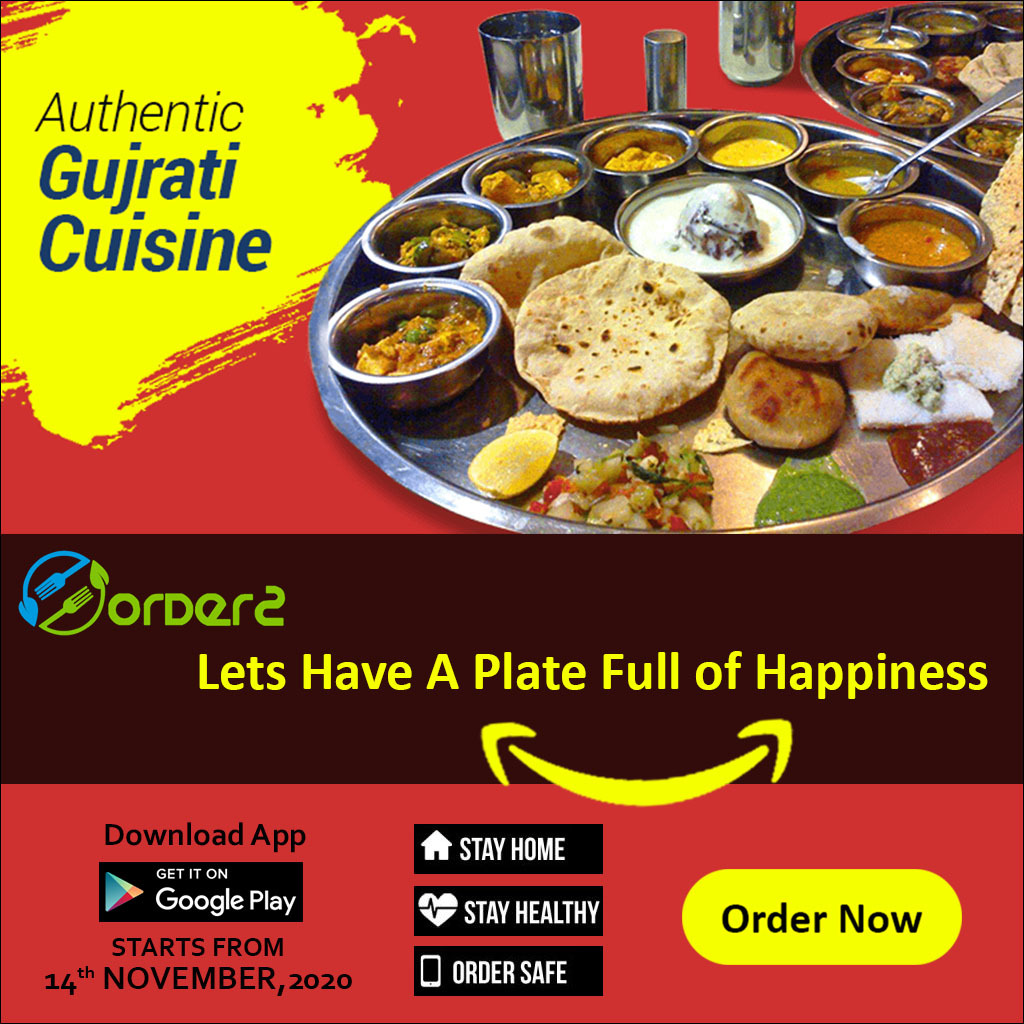 Authentic
Gujrati
Cuisine
orDer2
Lets Have A Plate Full of Happiness
Download App
GET IT ON
Google Play
STARTS FROM
14th NOVEMBER,2020
STAY HOME
STAY HEALTHY
ORDER SAFE
Order Now